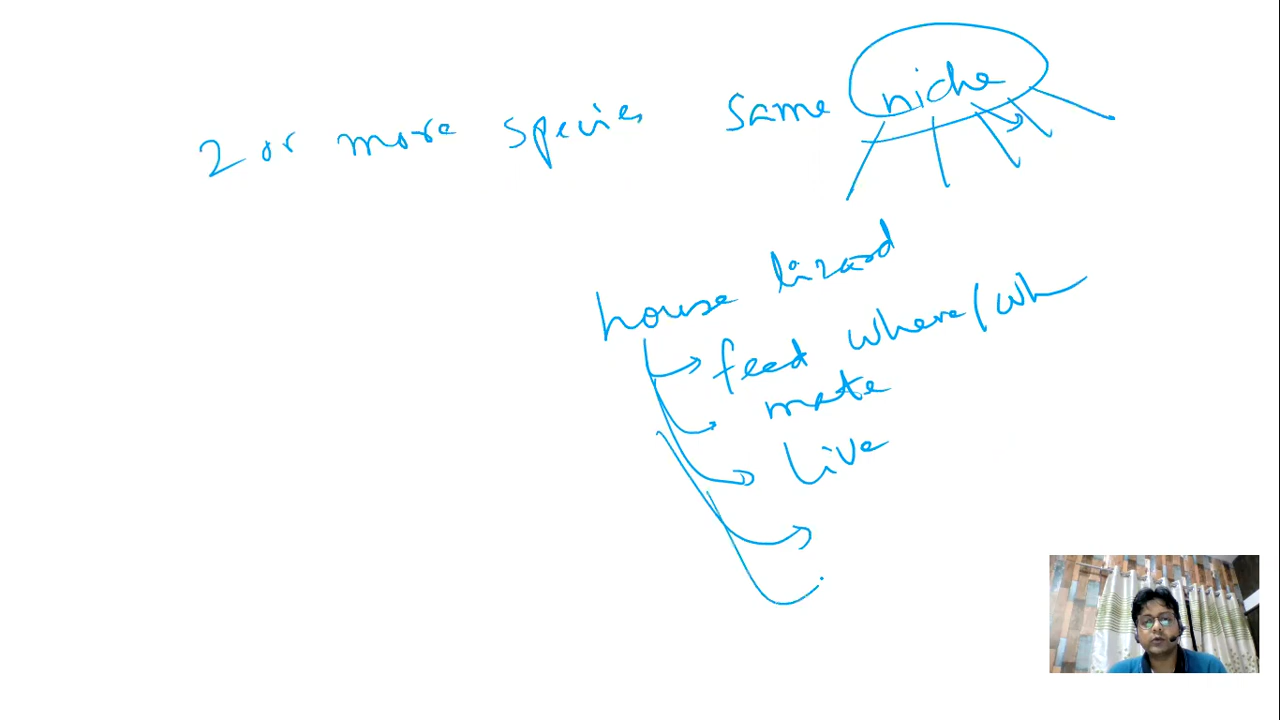 2 or more species same niche
house lizard
feed where/wh
mate
live